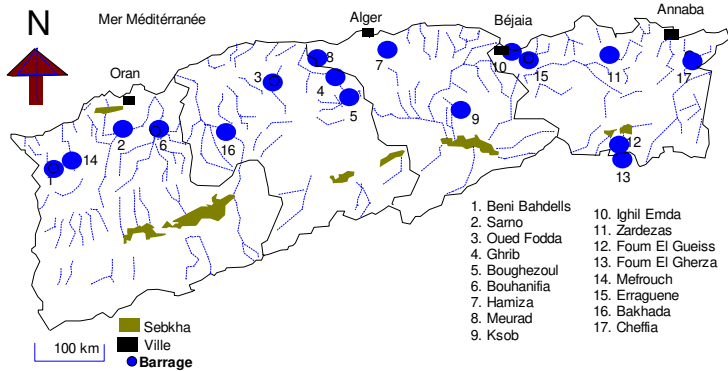 N
Mer Méditérranée
Alger
Béjaia
Annaba
Oran
8
7
10
15
11
17
3
4
5
9
2
6
16
12
13
1
14
1. Beni Bahdells
2. Sarno
3. Oued Fodda
4. Ghrib
5. Boughezoul
6. Bouhanifia
7. Hamiza
8. Meurad
9. Ksob
10. Ighil Emda
11. Zardezas
12. Foum El Gueiss
13. Foum El Gherza
14. Mefrouch
15. Erraguene
16. Bakhada
17. Cheffia
Sebkha
Ville
Barrage
100 km